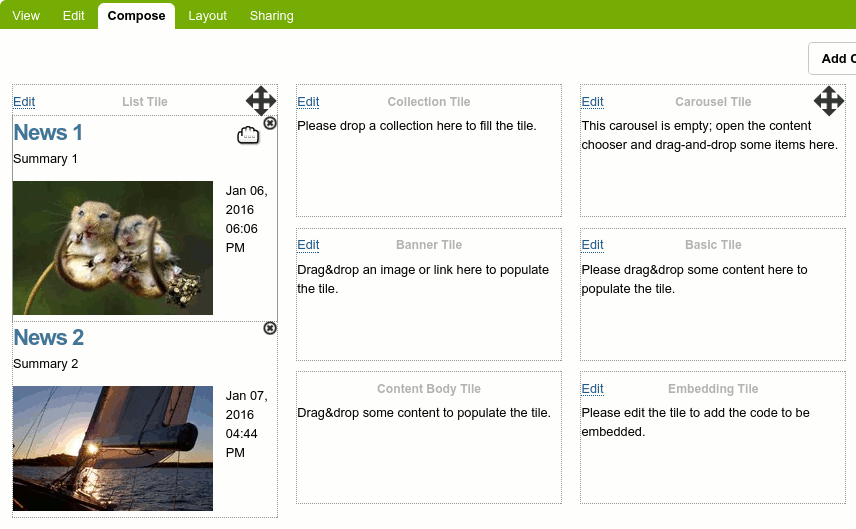 View Edit Compose Layout Sharing
Add C
Edit List Tile
News 1
Summary 1
Jan 06,
2016
06:06
PM
News 2
Summary 2
Jan 07,
2016
04:44
PM
Edit Collection Tile
Please drop a collection here to fill the tile.
Edit Banner Tile
Drag&drop an image or link here to populate
the tile.
Content Body Tile
Drag&drop some content to populate the tile.
Edit Carousel Tile
This carousel is empty; open the content
chooser and drag-and-drop some items here.
Edit Basic Tile
Please drag&drop some content here to
populate the tile.
Edit Embedding Tile
Please edit the tile to add the code to be
embedded.